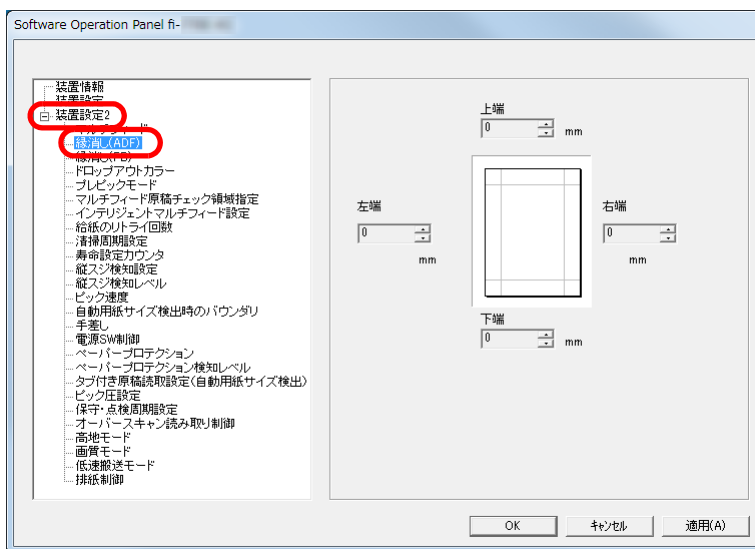 Software Operation Panel fi-
装置情報
装置設定
装置設定2
マルチフィード
縁消し(ADF)
縁消し(FB)
ドロップアウトカラー
プレピックモード
マルチフィード原稿チェック領域指定
インテリジェントマルチフィード設定
給紙のリトライ回数
清掃周期設定
寿命設定カウンタ
縦スジ検知設定
縦スジ検知レベル
ピック速度
自動用紙サイズ検出時のバウンダリ
手差し
電源SW制御
ペーパープロテクション
ペーパープロテクション検知レベル
タブ付き原稿読取設定(自動用紙サイズ検出)
ピック圧設定
保守・点検周期設定
オーバースキャン読み取り制御
高地モード
画質モード
低速搬送モード
排紙制御
上端
0 mm
左端
0
mm
右端
0
mm
下端
0 mm
OK キャンセル 適用(A)